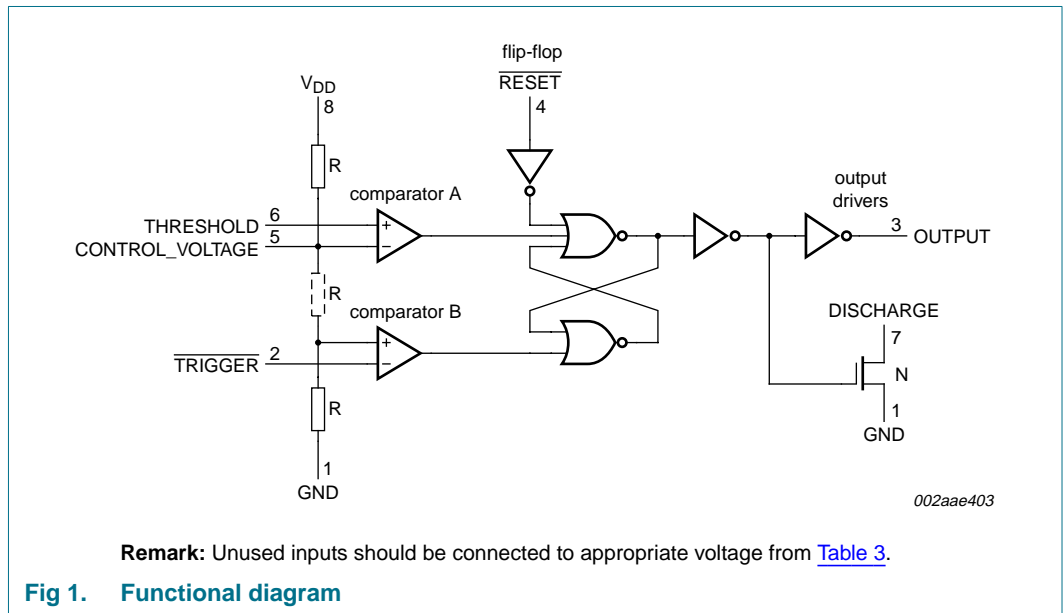 flip-flop
RESET
4
VDD
8
R
comparator A
output
drivers
THRESHOLD 6
+
3 OUTPUT
CONTROL_VOLTAGE 5
−
R
comparator B
DISCHARGE
7
+
TRIGGER 2
−
N
R
1
GND
1
GND
002aae403
Remark: Unused inputs should be connected to appropriate voltage from Table 3.
Fig 1. Functional diagram